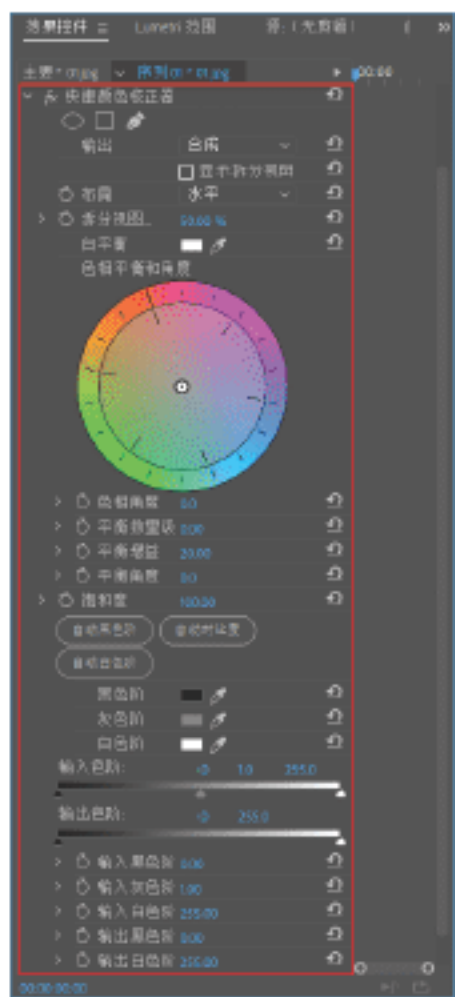 效果控件 Lumetri 范围 源:(无剪辑)
主要*01.jpg 序列01*01.jpg 00:00
fx 快速颜色校正器
输出 合成
显示拆分视图
布局 水平
拆分视图... 50.00 %
白平衡
色相平衡和角度
色相角度 0.0
平衡数量级 0.00
平衡增益 20.00
平衡角度 0.0
饱和度 100.00
自动黑色阶 自动对比度
自动白色阶
黑色阶
灰色阶
白色阶
输入色阶: 1.0 255.0
输出色阶: 255.0
输入黑色阶 0.00
输入灰色阶 1.00
输入白色阶 255.00
输出黑色阶 0.00
输出白色阶 255.00
00:00:00:00